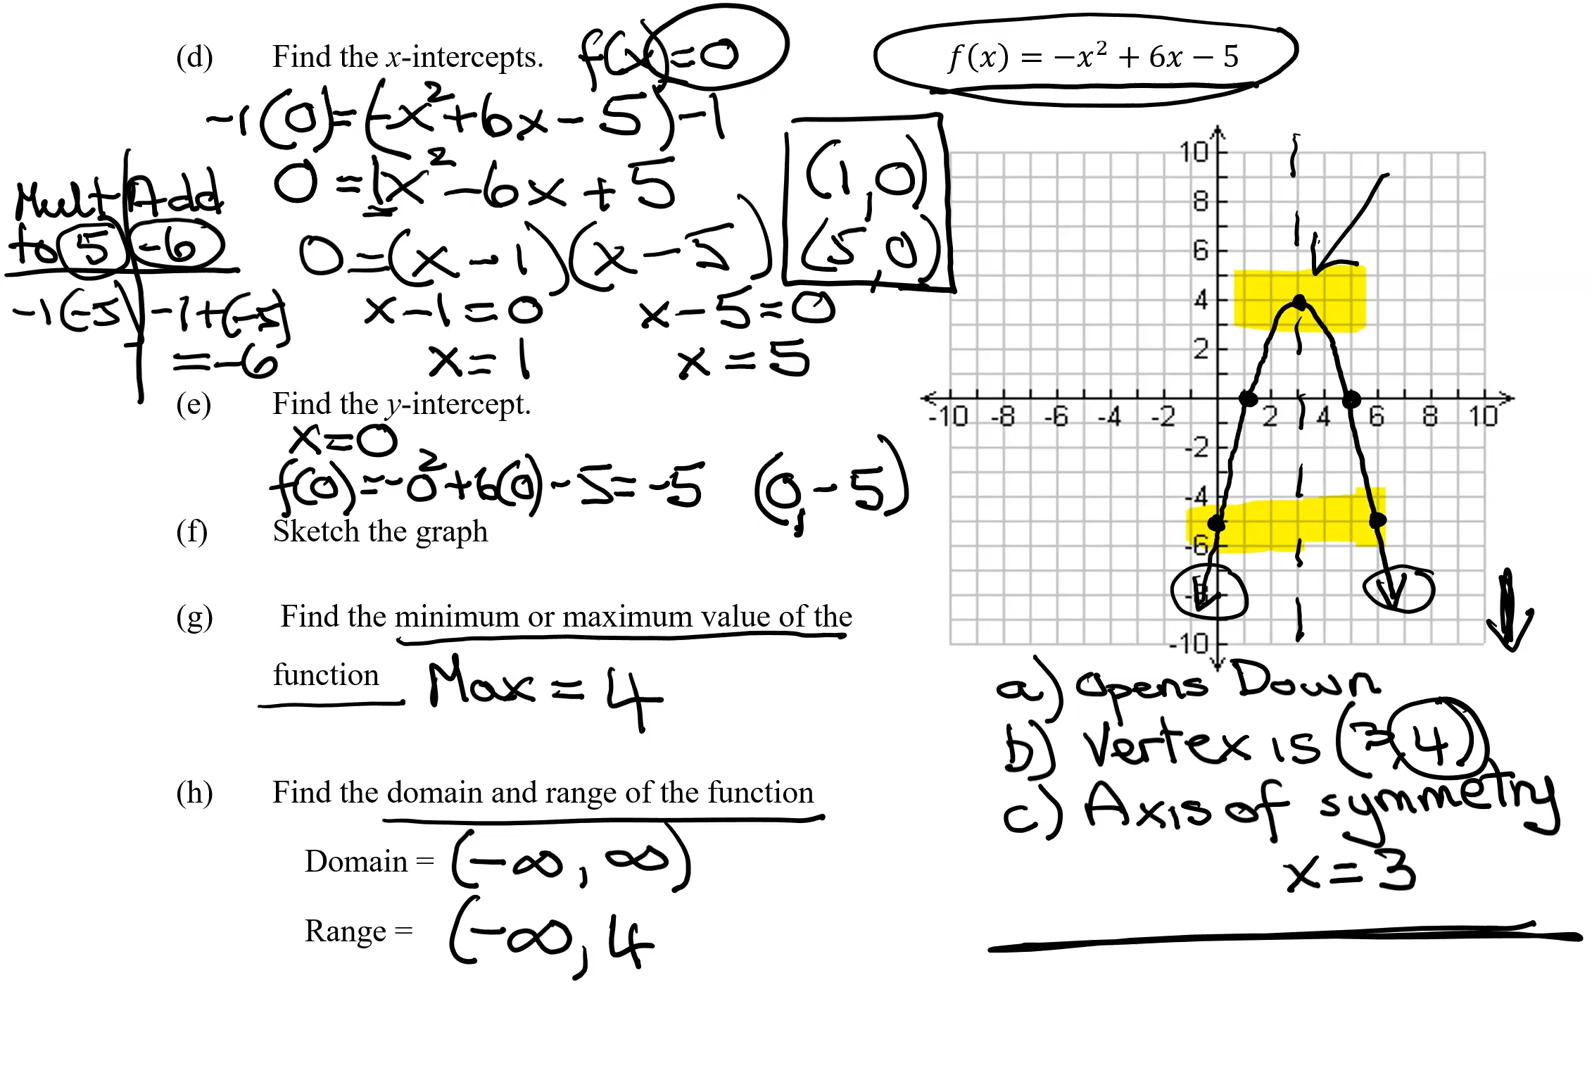 (d) Find the x-intercepts. f(x)=0
f(x) = −x² + 6x − 5
-1(0)=(-x²+6x-5)-1
0=1x²-6x+5
(1,0)
(5,0)
Mult Add
to 5 -6
0=(x-1)(x-5)
-1(-5) -1+(-5)
=-6
x-1=0 x-5=0
x=1 x=5
(e) Find the y-intercept.
x=0
f(0)=-0²+6(0)-5=-5 (0,-5)
(f) Sketch the graph
(g) Find the minimum or maximum value of the
function Max = 4
(h) Find the domain and range of the function
Domain = (-∞, ∞)
Range = (-∞, 4
10
8
6
4
2
-10 -8 -6 -4 -2 2 4 6 8 10
-2
-4
-6
-8
-10
a) Opens Down
b) Vertex is (3,4)
c) Axis of symmetry
x=3